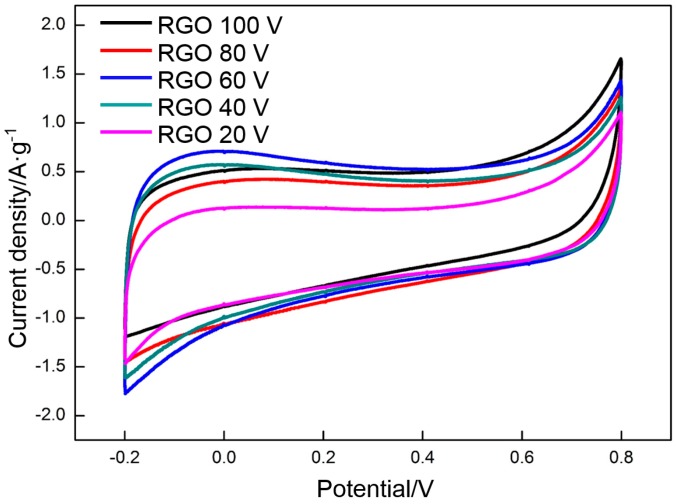 RGO 100 V
RGO 80 V
RGO 60 V
RGO 40 V
RGO 20 V
2.0
1.5
1.0
0.5
0.0
-0.5
-1.0
-1.5
-2.0
Current density/A·g⁻¹
-0.2
0.0
0.2
0.4
0.6
0.8
Potential/V